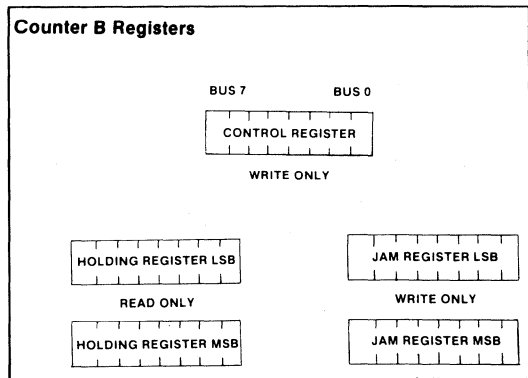 Counter B Registers
BUS 7 BUS 0
CONTROL REGISTER
WRITE ONLY
HOLDING REGISTER LSB JAM REGISTER LSB
READ ONLY WRITE ONLY
HOLDING REGISTER MSB JAM REGISTER MSB